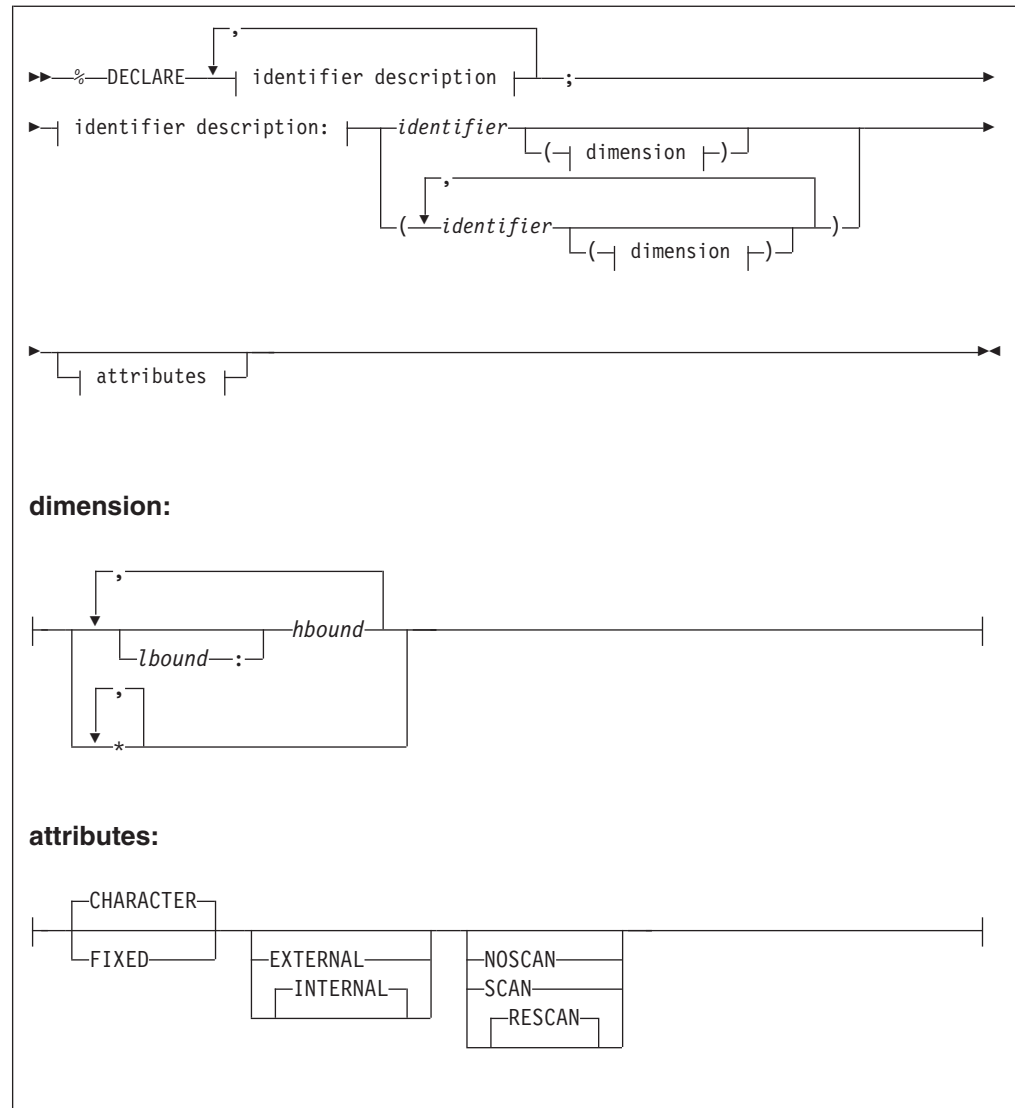 ,
% DECLARE identifier description ;
identifier description: identifier
( dimension )
,
( identifier )
( dimension )
attributes
dimension:
,
hbound
lbound :
,
*
attributes:
CHARACTER
FIXED EXTERNAL NOSCAN
INTERNAL SCAN
RESCAN